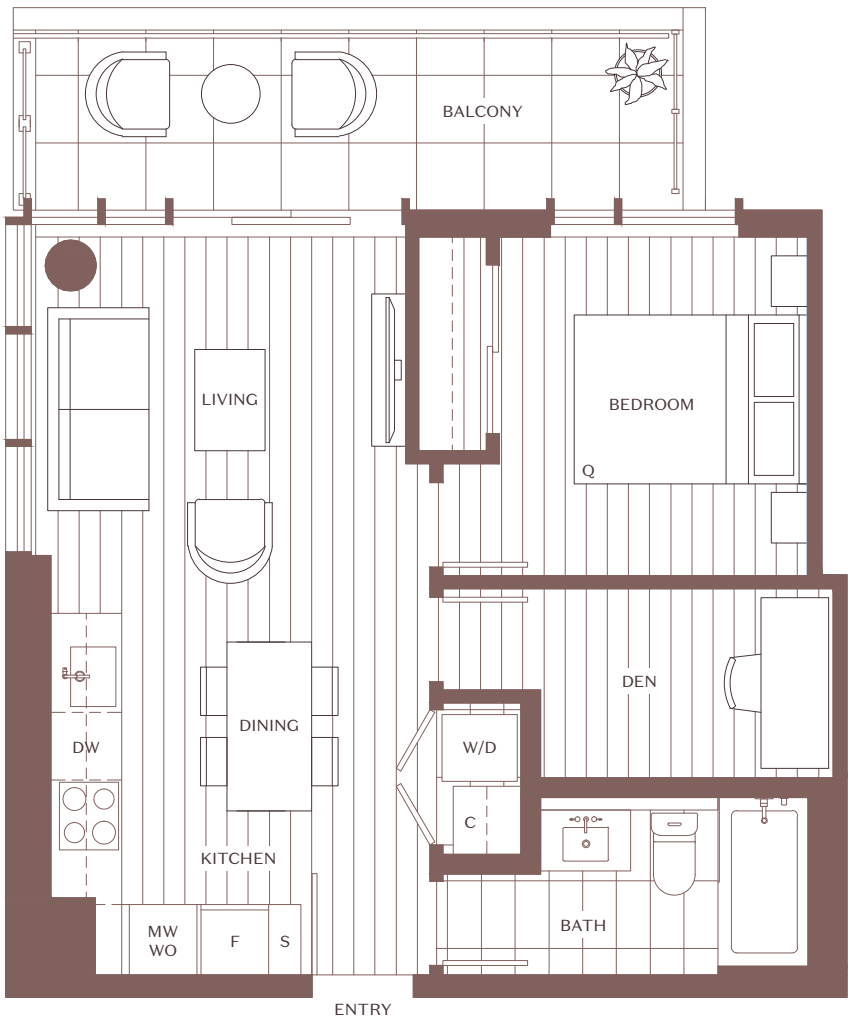 BALCONY
LIVING
BEDROOM
Q
DEN
DINING
DW
W/D
C
KITCHEN
MW
WO
F
S
BATH
ENTRY